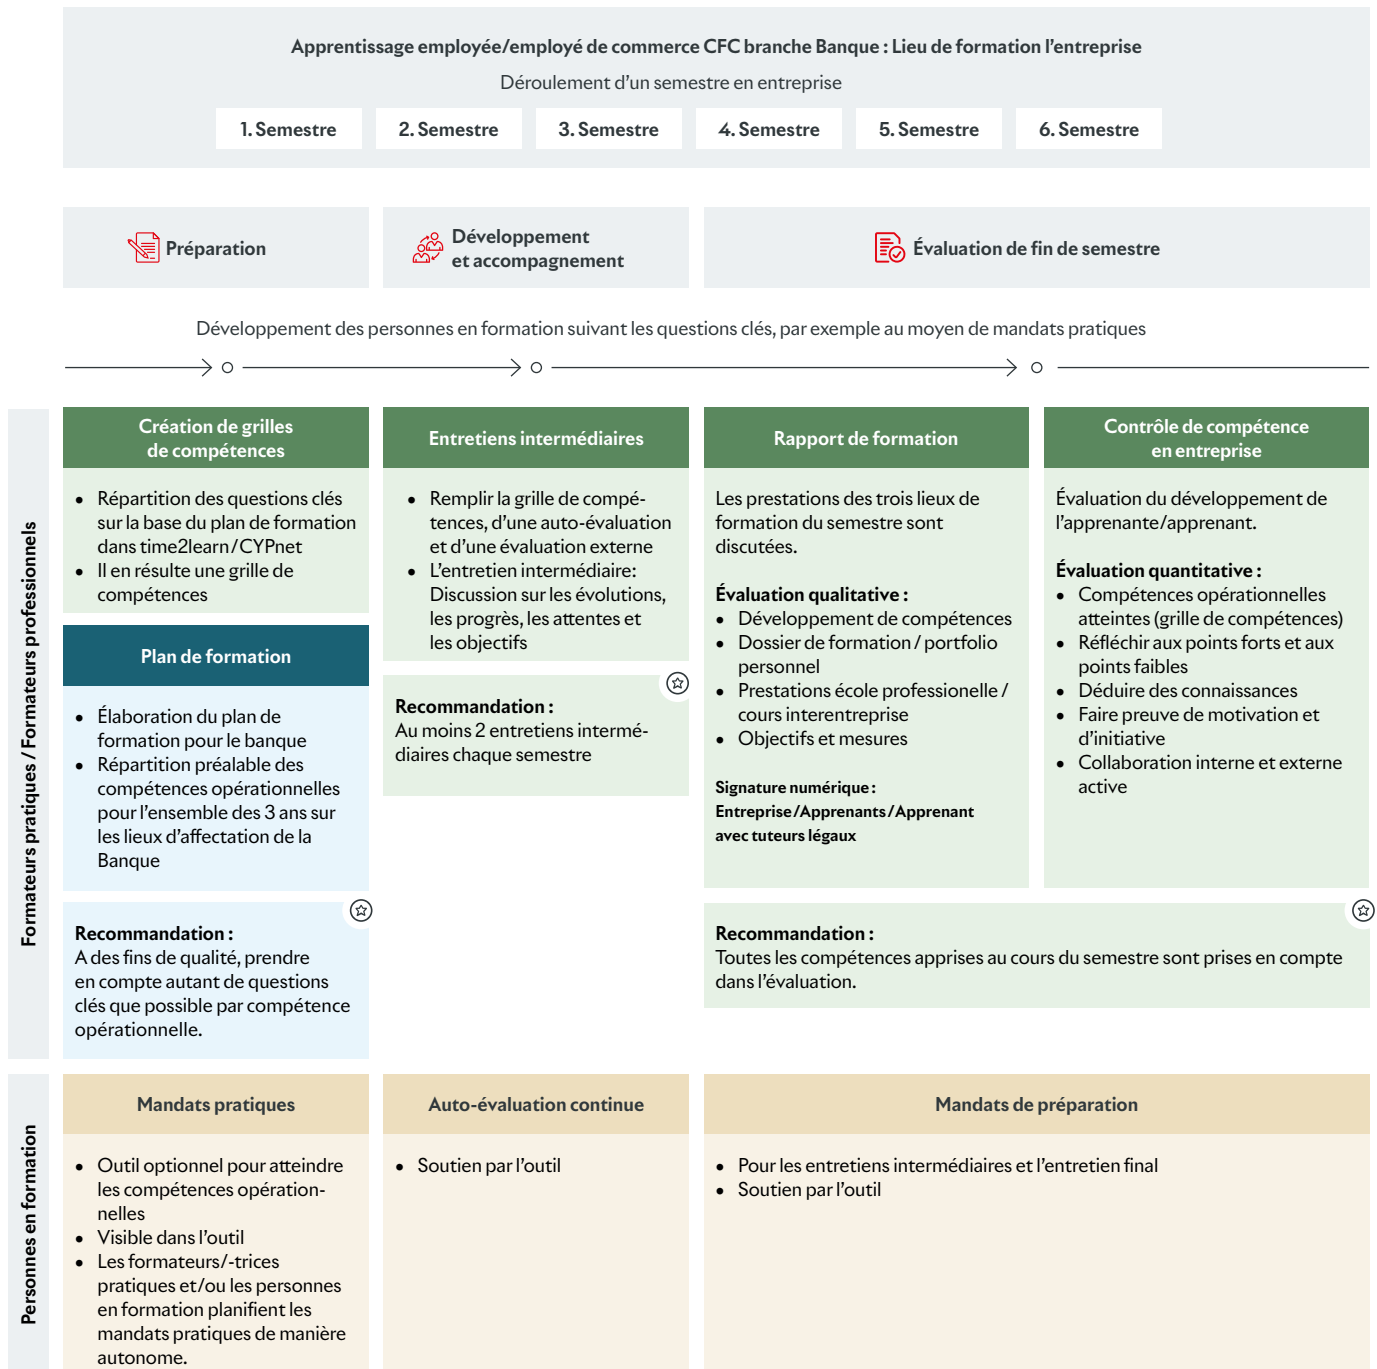 Apprentissage employée/employé de commerce CFC branche Banque : Lieu de formation l'entreprise
Déroulement d'un semestre en entreprise
1. Semestre
2. Semestre
3. Semestre
4. Semestre
5. Semestre
6. Semestre
Préparation
Développement
et accompagnement
Évaluation de fin de semestre
Développement des personnes en formation suivant les questions clés, par exemple au moyen de mandats pratiques
Formateurs pratiques / Formateurs professionnels
Création de grilles
de compétences
• Répartition des questions clés
sur la base du plan de formation
dans time2learn/CYPnet
• Il en résulte une grille de
compétences
Plan de formation
• Élaboration du plan de
formation pour le banque
• Répartition préalable des
compétences opérationnelles
pour l'ensemble des 3 ans sur
les lieux d'affectation de la
Banque
Recommandation :
A des fins de qualité, prendre
en compte autant de questions
clés que possible par compétence
opérationnelle.
Entretiens intermédiaires
• Remplir la grille de compé-
tences, d'une auto-évaluation
et d'une évaluation externe
• L'entretien intermédiaire:
Discussion sur les évolutions,
les progrès, les attentes et
les objectifs
Recommandation :
Au moins 2 entretiens intermé-
diaires chaque semestre
Rapport de formation
Les prestations des trois lieux de
formation du semestre sont
discutées.
Évaluation qualitative :
• Développement de compétences
• Dossier de formation / portfolio
personnel
• Prestations école professionelle /
cours interentreprise
• Objectifs et mesures
Signature numérique :
Entreprise/Apprenants/Apprenant
avec tuteurs légaux
Contrôle de compétence
en entreprise
Évaluation du développement de
l'apprenante/apprenant.
Évaluation quantitative :
• Compétences opérationnelles
atteintes (grille de compétences)
• Réfléchir aux points forts et aux
points faibles
• Déduire des connaissances
• Faire preuve de motivation et
d'initiative
• Collaboration interne et externe
active
Recommandation :
Toutes les compétences apprises au cours du semestre sont prises en compte
dans l'évaluation.
Personnes en formation
Mandats pratiques
• Outil optionnel pour atteindre
les compétences opération-
nelles
• Visible dans l'outil
• Les formateurs/-trices
pratiques et/ou les personnes
en formation planifient les
mandats pratiques de manière
autonome.
Auto-évaluation continue
• Soutien par l'outil
Mandats de préparation
• Pour les entretiens intermédiaires et l'entretien final
• Soutien par l'outil